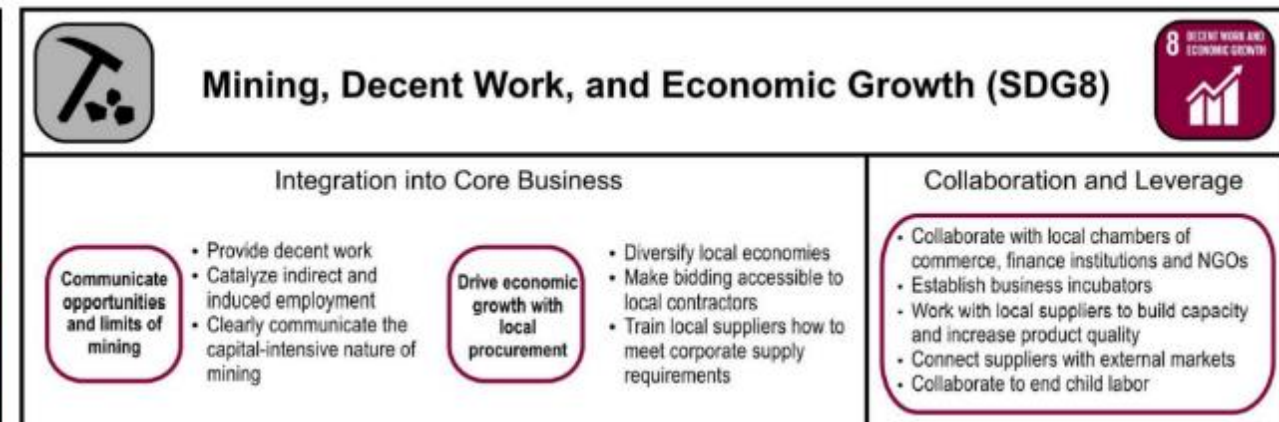 Mining, Decent Work, and Economic Growth (SDG8)
8 DECENT WORK AND
ECONOMIC GROWTH
Integration into Core Business
Communicate
opportunities
and limits of
mining
• Provide decent work
• Catalyze indirect and
induced employment
• Clearly communicate the
capital-intensive nature of
mining
Drive economic
growth with
local
procurement
• Diversify local economies
• Make bidding accessible to
local contractors
• Train local suppliers how to
meet corporate supply
requirements
Collaboration and Leverage
• Collaborate with local chambers of
commerce, finance institutions and NGOs
• Establish business incubators
• Work with local suppliers to build capacity
and increase product quality
• Connect suppliers with external markets
• Collaborate to end child labor